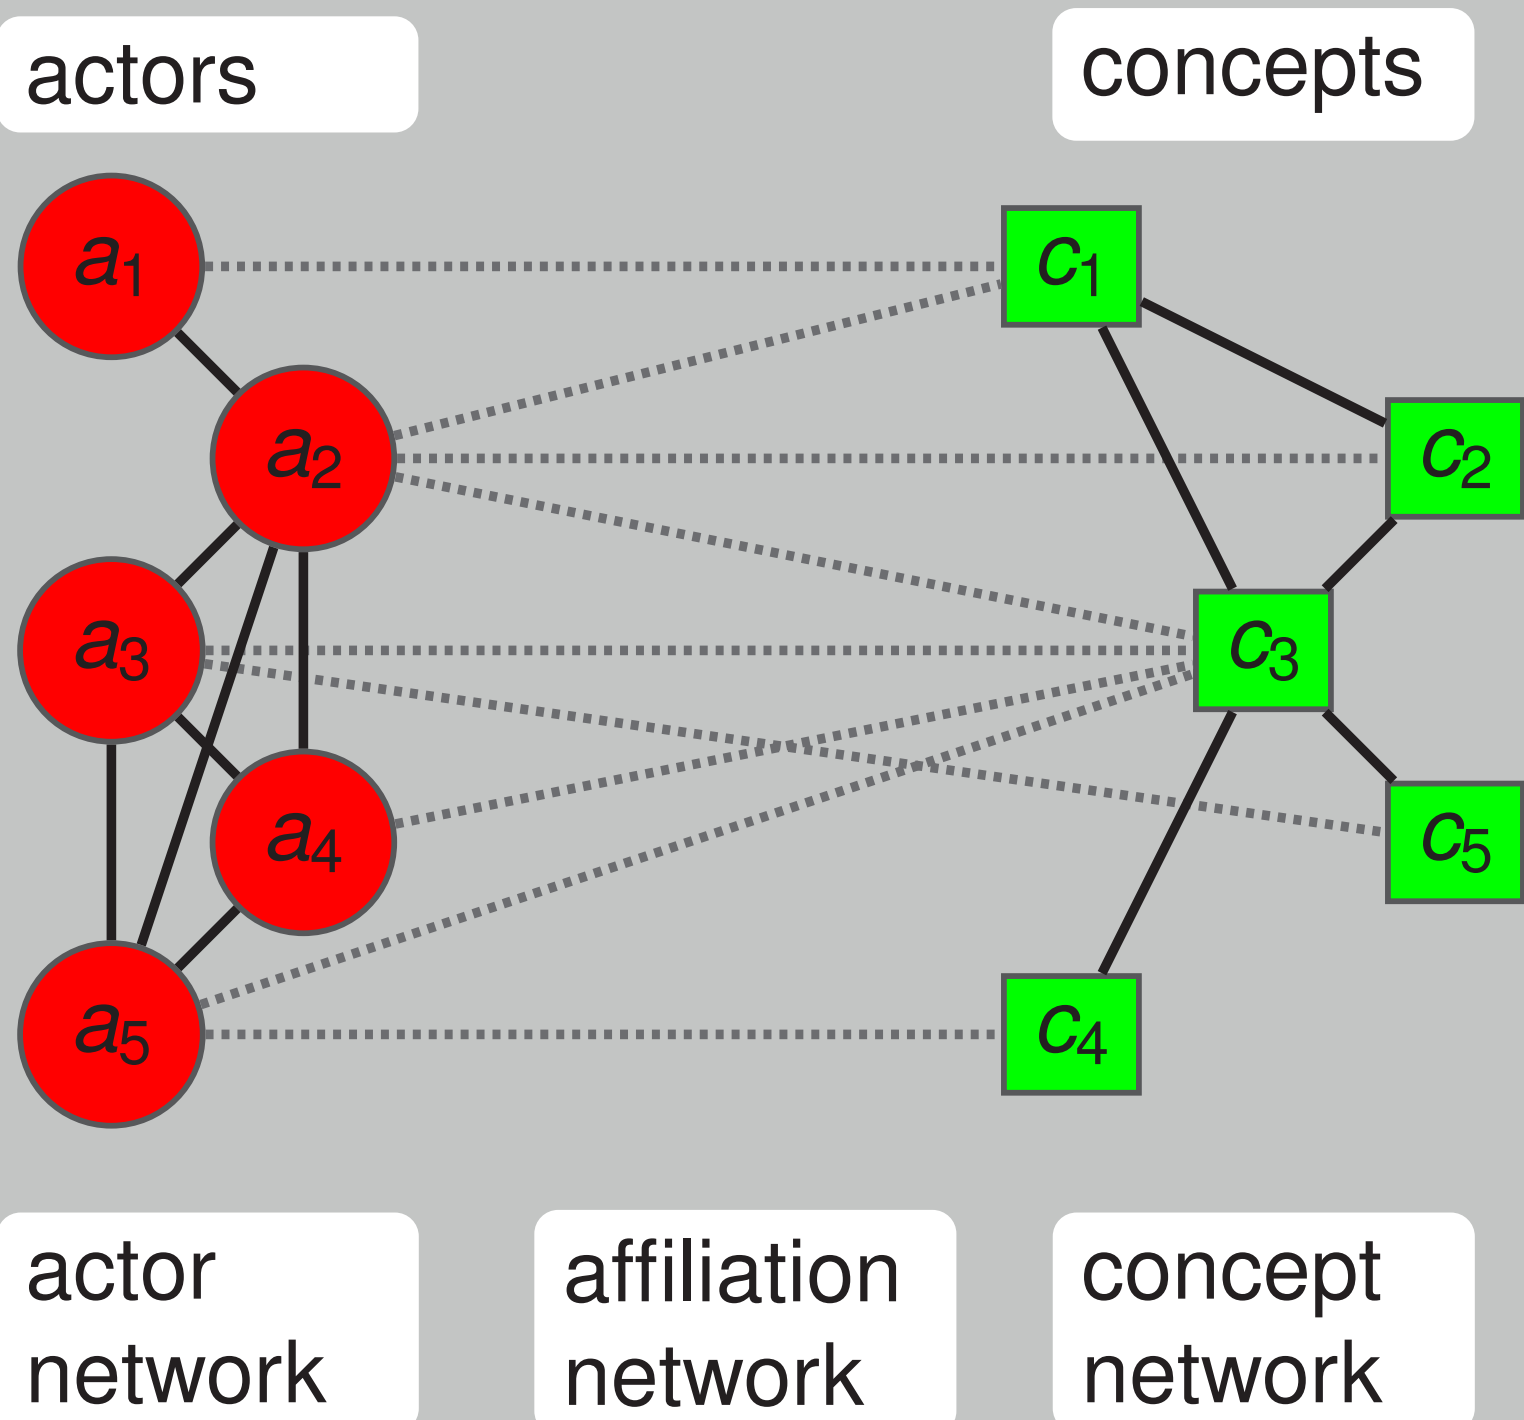 actors
concepts
a1
c1
a2
c2
a3
c3
a4
c5
a5
c4
actor
network
affiliation
network
concept
network